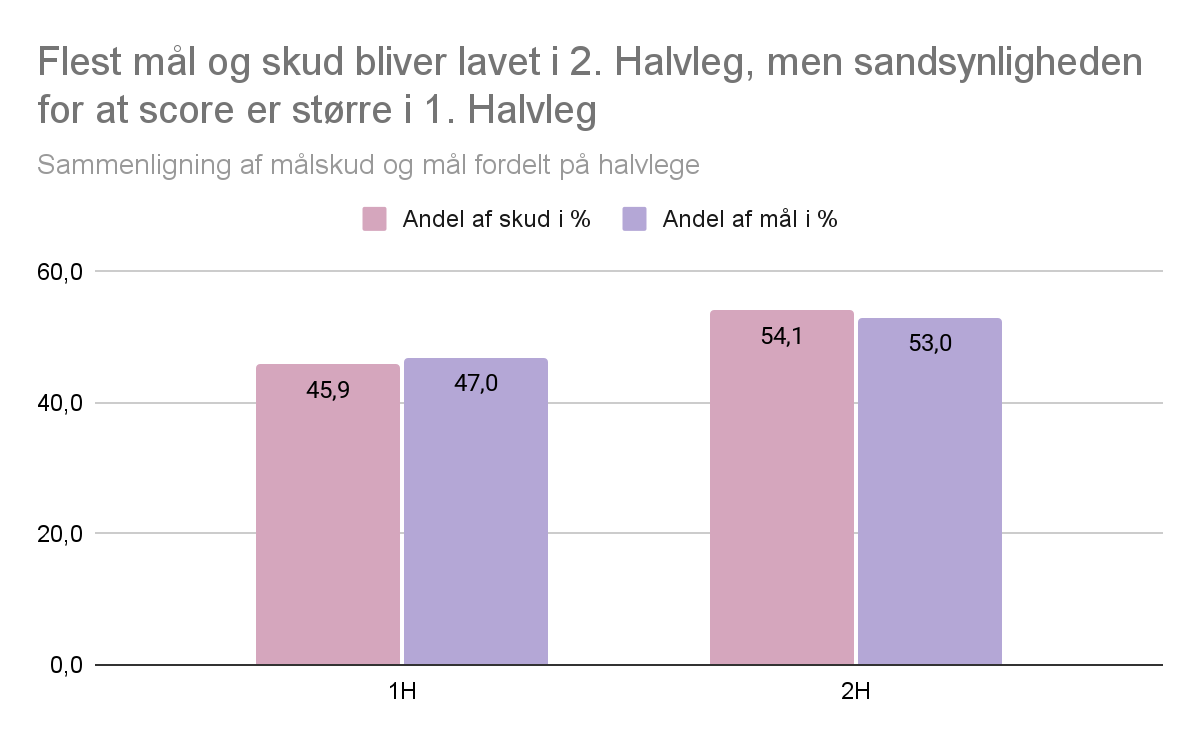 Flest mål og skud bliver lavet i 2. Halvleg, men sandsynligheden
for at score er større i 1. Halvleg
Sammenligning af målskud og mål fordelt på halvlege
Andel af skud i % Andel af mål i %
60,0
40,0
20,0
0,0
45,9
47,0
54,1
53,0
1H
2H